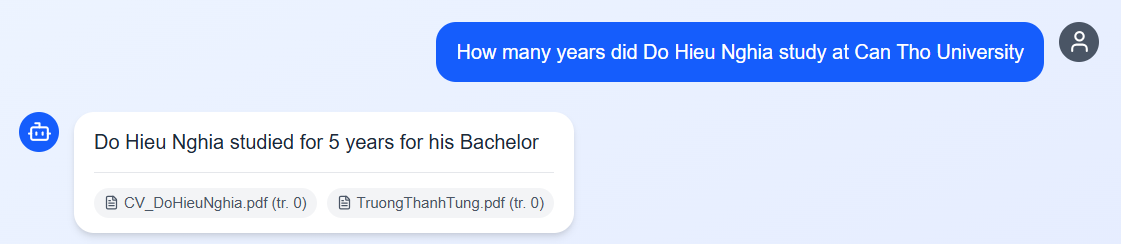 How many years did Do Hieu Nghia study at Can Tho University
Do Hieu Nghia studied for 5 years for his Bachelor
CV_DoHieuNghia.pdf (tr. 0)
TruongThanhTung.pdf (tr. 0)